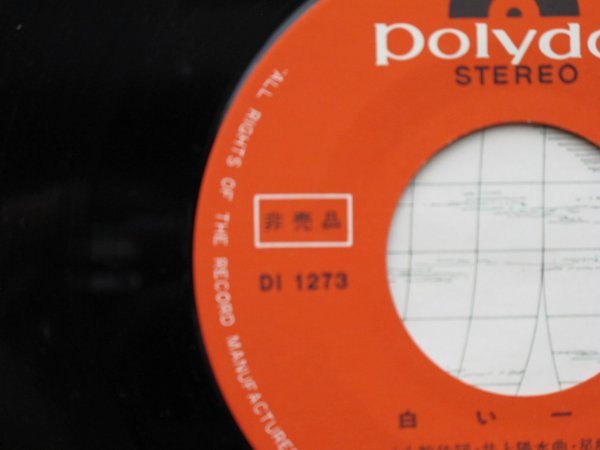 polydo
STEREO
"ALL RIGHTS OF THE RECORD MANUFACTURE
非売品
DI 1273
白い一